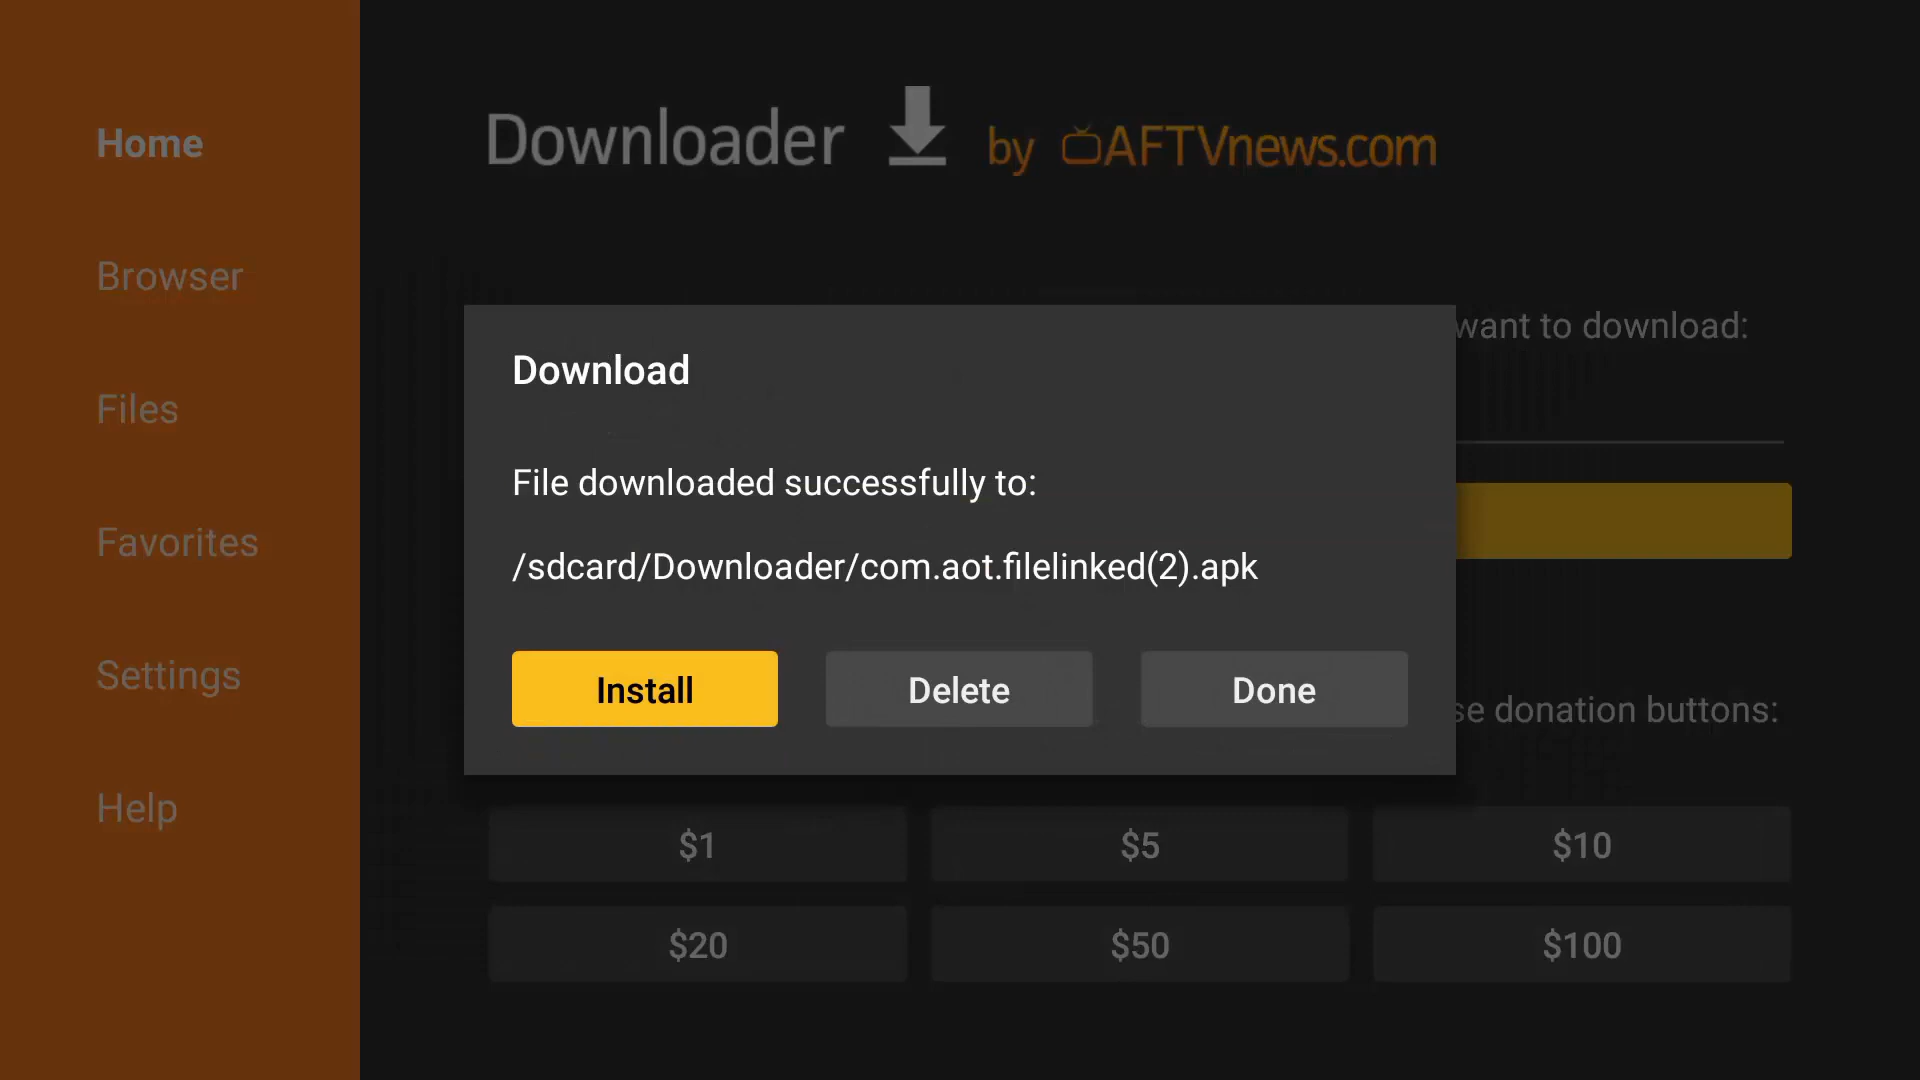 Home
Browser
Files
Favorites
Settings
Help
Downloader by AFTVnews.com
want to download:
Download
File downloaded successfully to:
/sdcard/Downloader/com.aot.filelinked(2).apk
Install Delete Done
donation buttons:
$1 $5 $10
$20 $50 $100